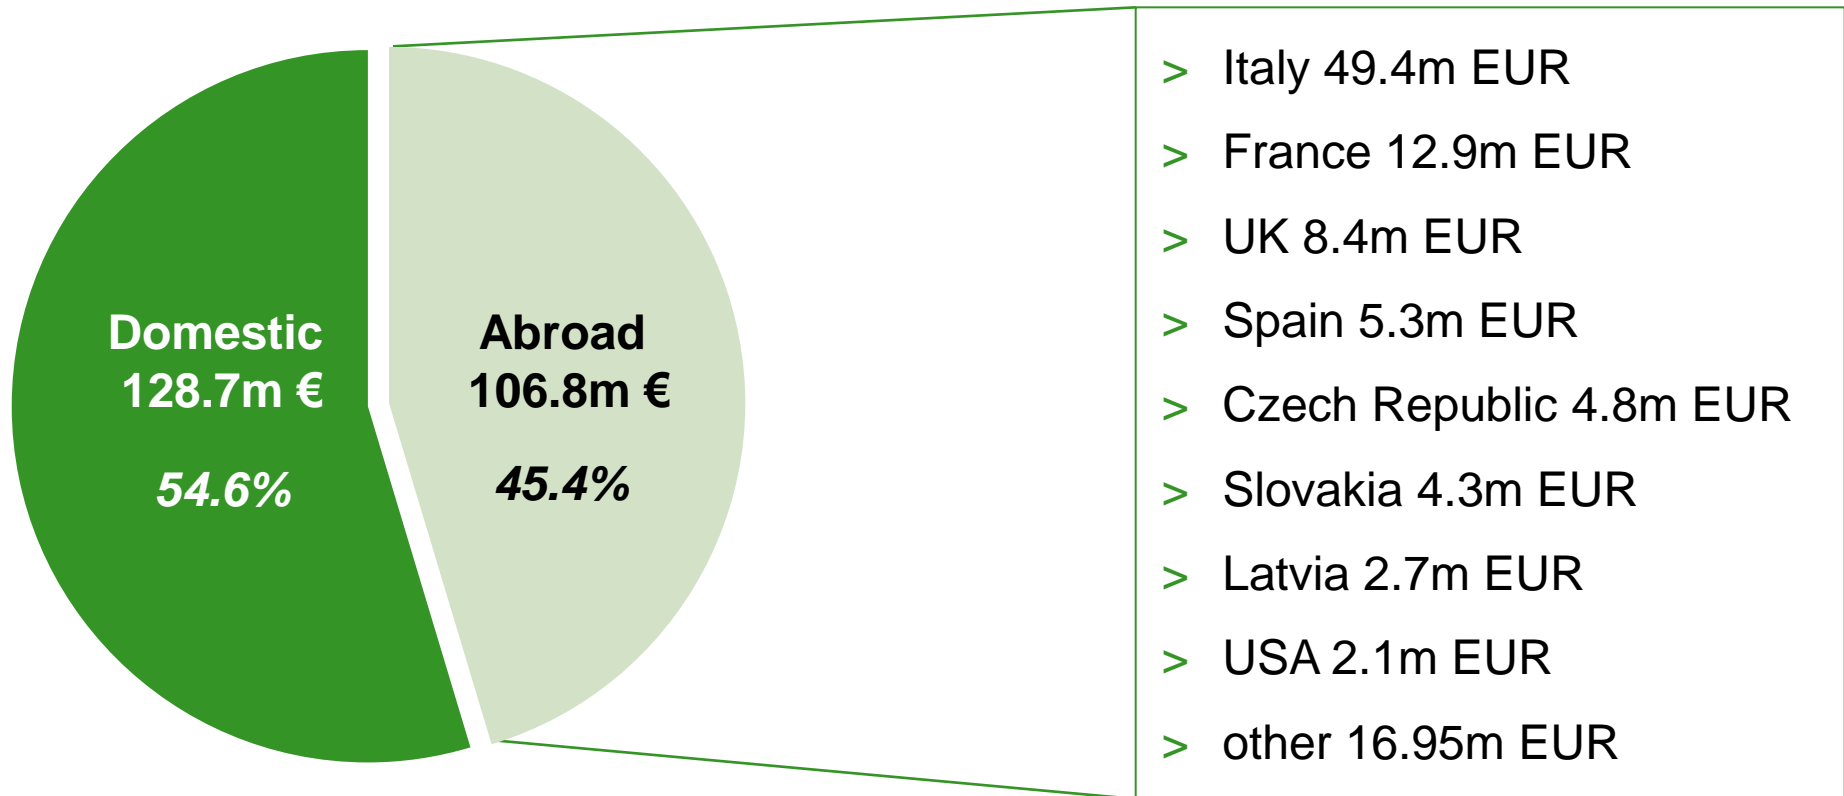 Domestic
128.7m €
54.6%
Abroad
106.8m €
45.4%
> Italy 49.4m EUR
> France 12.9m EUR
> UK 8.4m EUR
> Spain 5.3m EUR
> Czech Republic 4.8m EUR
> Slovakia 4.3m EUR
> Latvia 2.7m EUR
> USA 2.1m EUR
> other 16.95m EUR